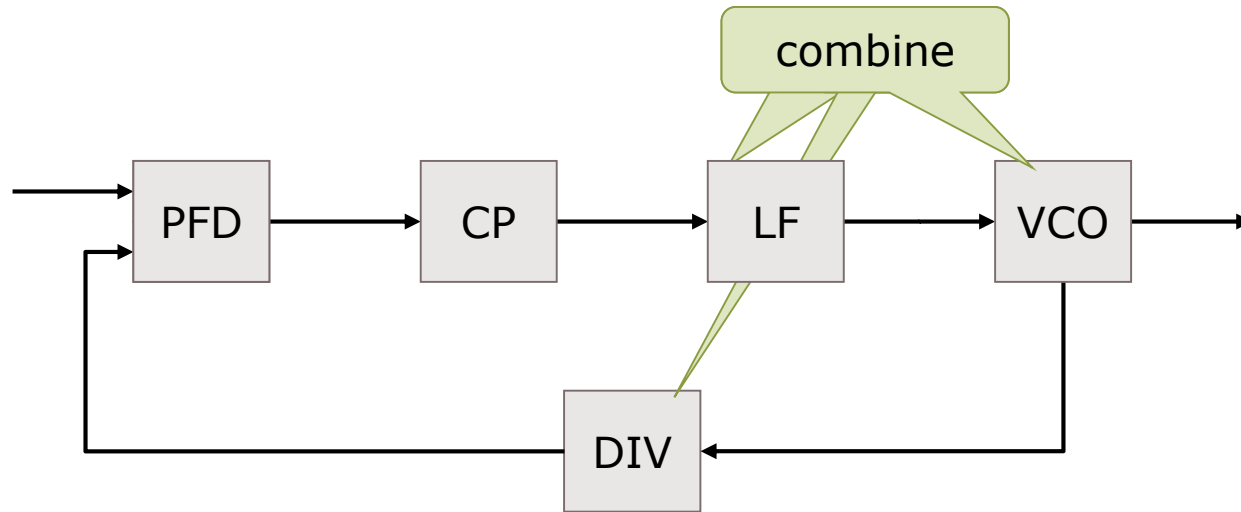 combine
PFD
CP
LF
VCO
DIV